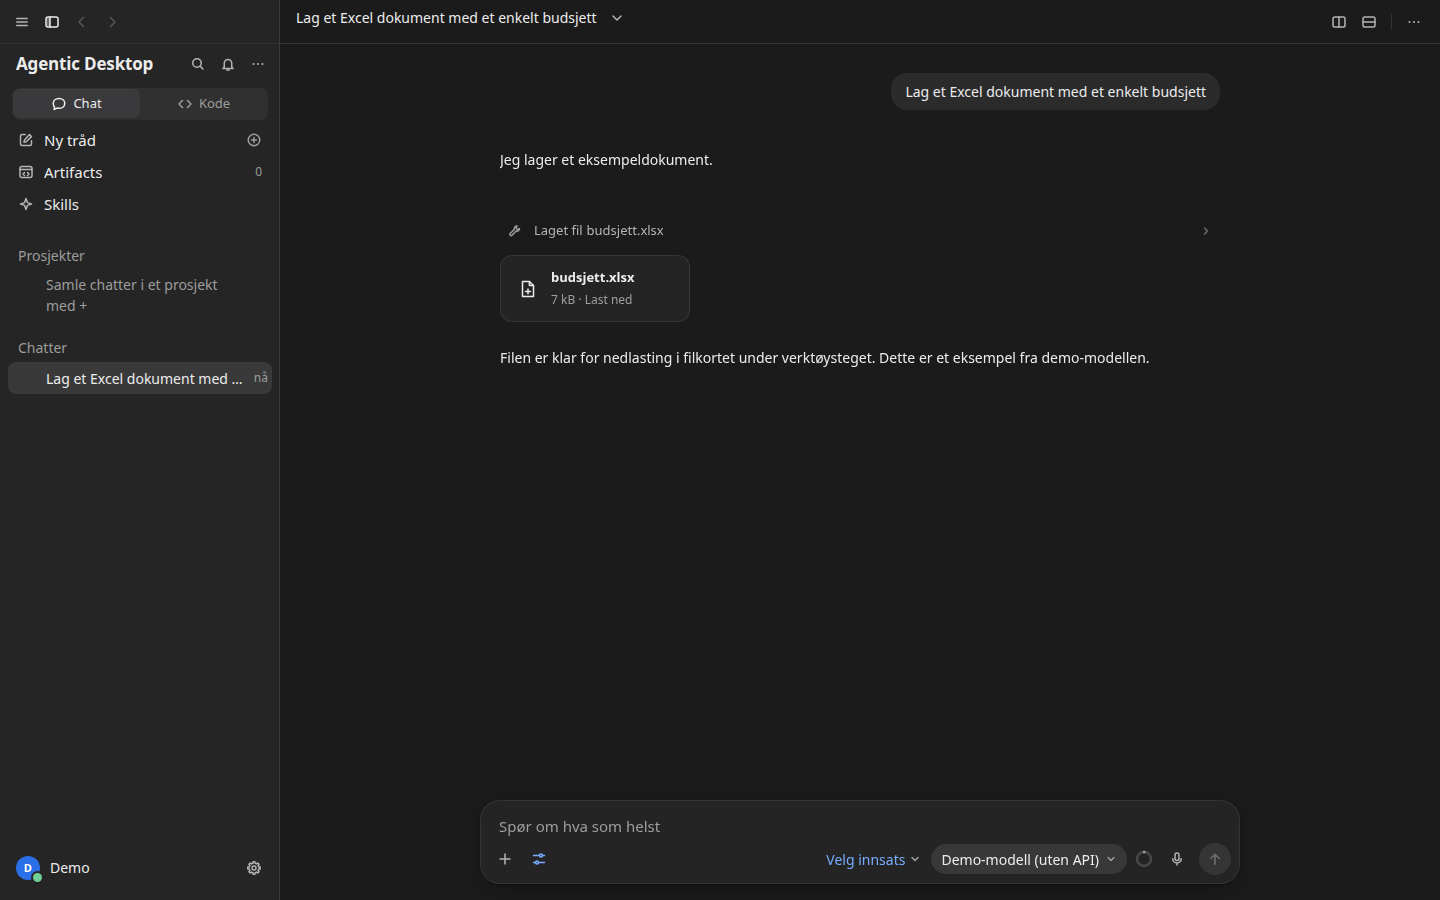 Lag et Excel dokument med et enkelt budsjett
Agentic Desktop
Chat
Kode
Ny tråd
Artifacts
0
Skills
Prosjekter
Samle chatter i et prosjekt
med +
Chatter
Lag et Excel dokument med ...
nå
D
Demo
Lag et Excel dokument med et enkelt budsjett
Jeg lager et eksempeldokument.
Laget fil budsjett.xlsx
budsjett.xlsx
7 kB · Last ned
Filen er klar for nedlasting i filkortet under verktøysteget. Dette er et eksempel fra demo-modellen.
Spør om hva som helst
Velg innsats
Demo-modell (uten API)